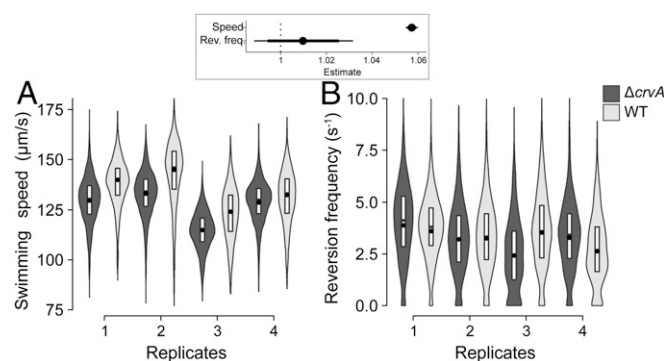 Speed
Rev. freq.
1 1.02 1.04 1.06
Estimate
A
B
ΔcrvA
WT
Swimming speed (μm/s)
175
150
125
100
75
1 2 3 4
Replicates
Reversion frequency (s-1)
10.0
7.5
5.0
2.5
0.0
1 2 3 4
Replicates